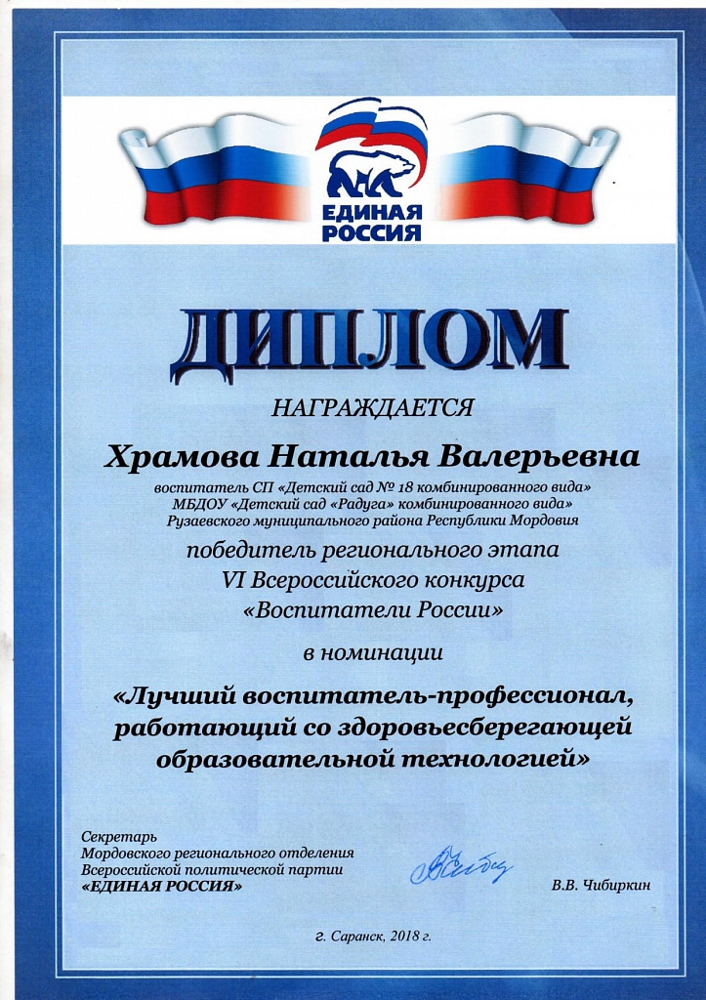 ЕДИНАЯ
РОССИЯ
ДИПЛОМ
НАГРАЖДАЕТСЯ
Храмова Наталья Валерьевна
воспитатель СП «Детский сад № 18 комбинированного вида»
МБДОУ «Детский сад «Радуга» комбинированного вида»
Рузаевского муниципального района Республики Мордовия
победитель регионального этапа
VI Всероссийского конкурса
«Воспитатели России»
в номинации
«Лучший воспитатель-профессионал,
работающий со здоровьесберегающей
образовательной технологией»
Секретарь
Мордовского регионального отделения
Всероссийской политической партии
«ЕДИНАЯ РОССИЯ»
В.В. Чибиркин
г. Саранск, 2018 г.